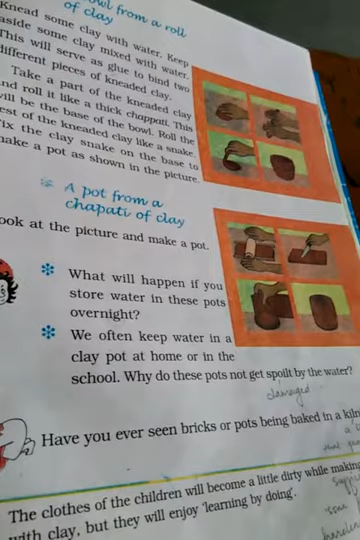 owl from a roll
of clay
Knead some clay with water. Keep
aside some clay mixed with water.
This will serve as glue to bind two
different pieces of kneaded clay.
Take a part of the kneaded clay
nd roll it like a thick chappati. This
will be the base of the bowl. Roll the
est of the kneaded clay like a snake.
ix the clay snake on the base to
make a pot as shown in the picture.
A pot from a
chapati of clay
ook at the picture and make a pot.
What will happen if you
store water in these pots
overnight?
We often keep water in a
clay pot at home or in the
school. Why do these pots not get spoilt by the water?
damaged
Have you ever seen bricks or pots being baked in a kiln
The clothes of the children will become a little dirty while making
with clay, but they will enjoy 'learning by doing'.